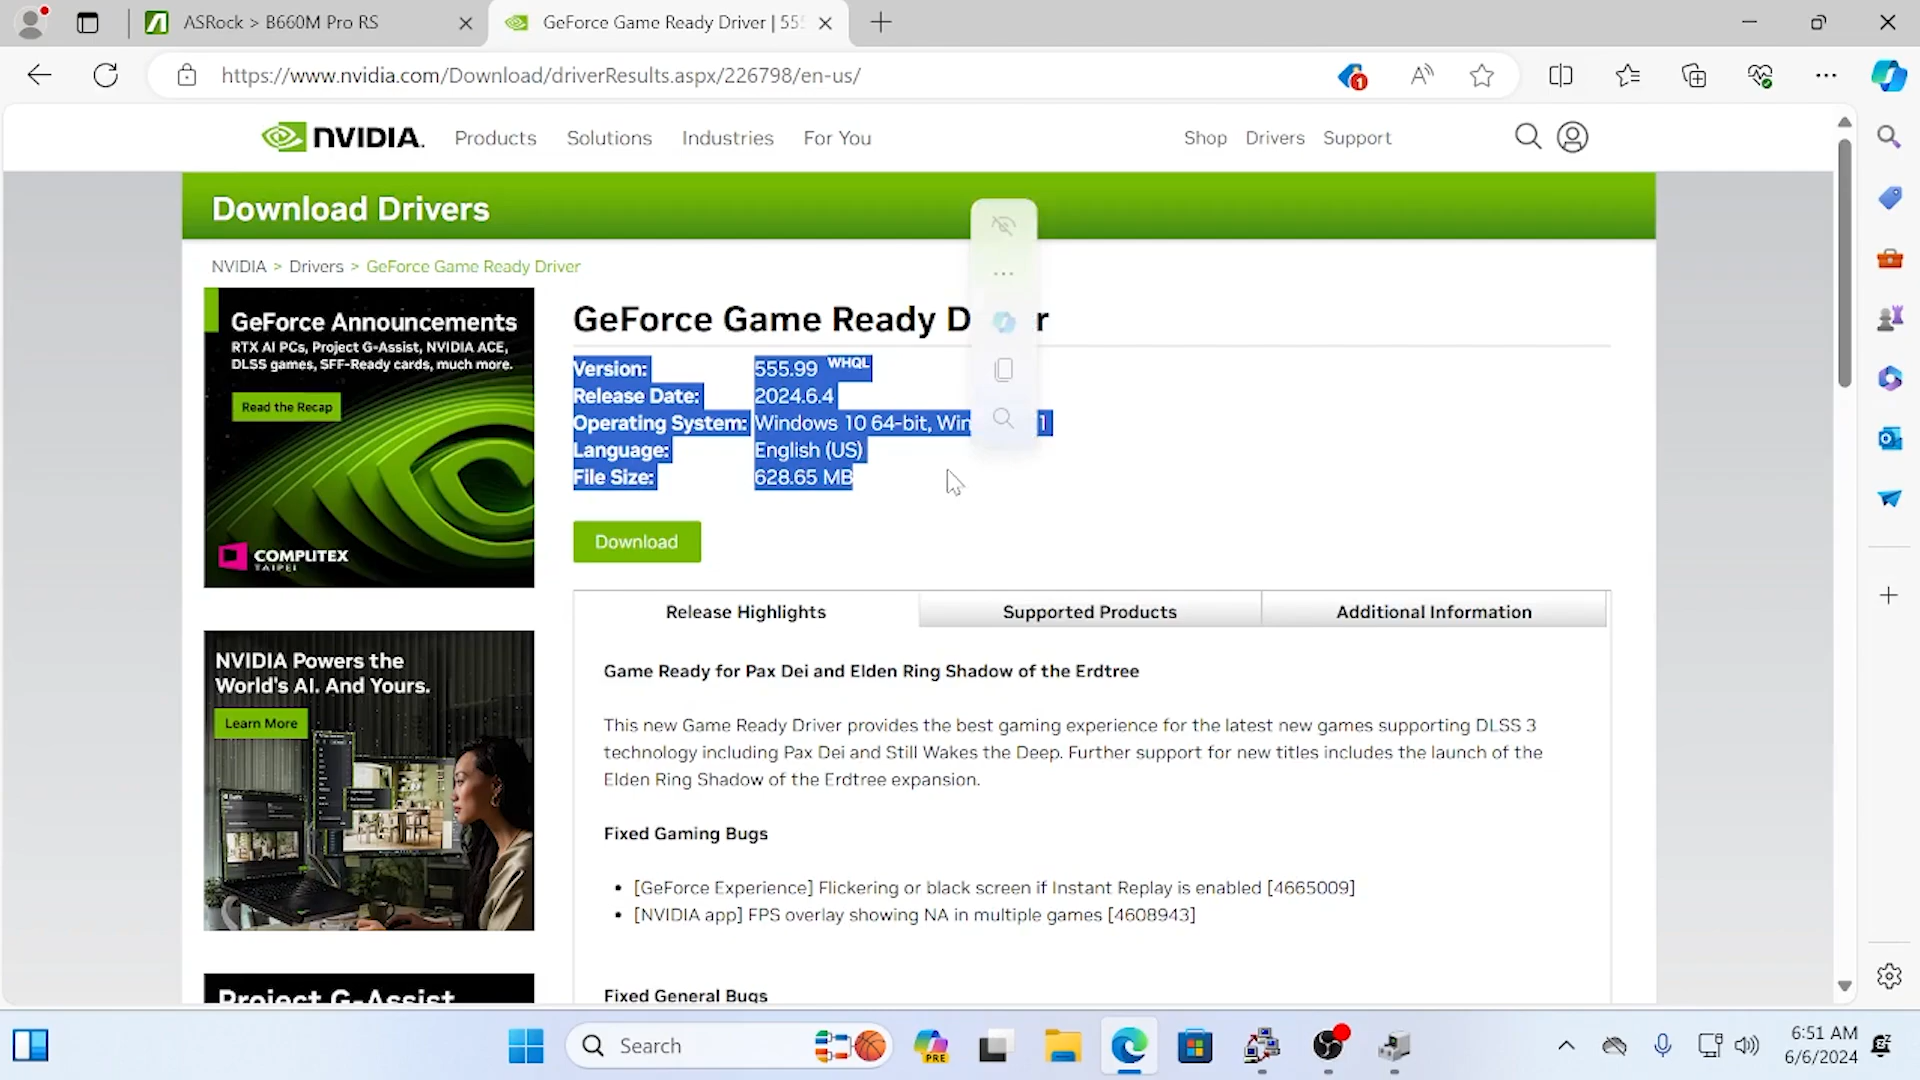 ASRock > B660M Pro RS
GeForce Game Ready Driver | 55
https://www.nvidia.com/Download/driverResults.aspx/226798/en-us/
1
NVIDIA.
Products
Solutions
Industries
For You
Shop
Drivers
Support
Download Drivers
NVIDIA > Drivers > GeForce Game Ready Driver
GeForce Announcements
RTX AI PCs, Project G-Assist, NVIDIA ACE,
DLSS games, SFF-Ready cards, much more.
Read the Recap
COMPUTEX
TAIPEI
GeForce Game Ready D r
Version: 555.99 WHQL
Release Date: 2024.6.4
Operating System: Windows 10 64-bit, Win 1
Language: English (US)
File Size: 628.65 MB
Download
Release Highlights
Supported Products
Additional Information
NVIDIA Powers the
World's AI. And Yours.
Learn More
Game Ready for Pax Dei and Elden Ring Shadow of the Erdtree
This new Game Ready Driver provides the best gaming experience for the latest new games supporting DLSS 3
technology including Pax Dei and Still Wakes the Deep. Further support for new titles includes the launch of the
Elden Ring Shadow of the Erdtree expansion.
Fixed Gaming Bugs
• [GeForce Experience] Flickering or black screen if Instant Replay is enabled [4665009]
• [NVIDIA app] FPS overlay showing NA in multiple games [4608943]
Project G-Assist
Fixed General Bugs
Search
PRE
6:51 AM
6/6/2024